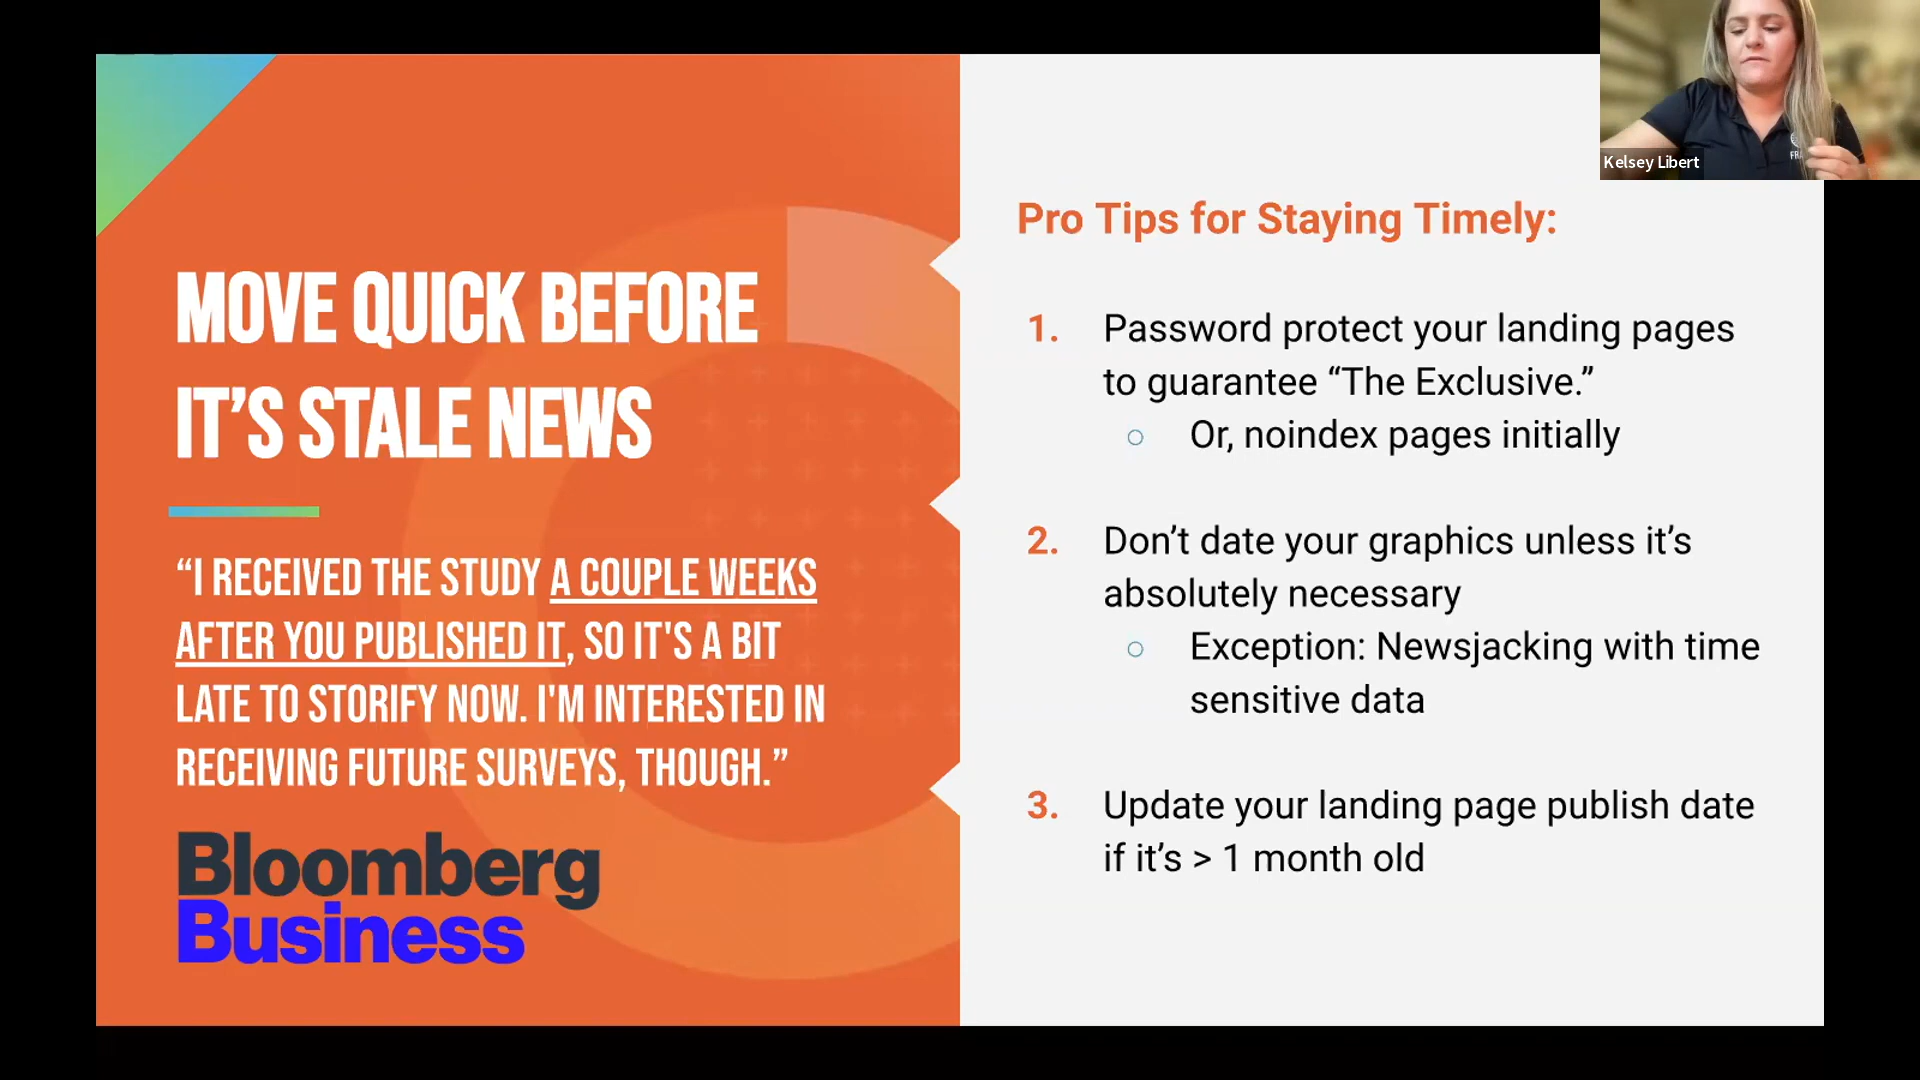 Kelsey Libert
FRA
MOVE QUICK BEFORE
IT’S STALE NEWS
“I RECEIVED THE STUDY A COUPLE WEEKS
AFTER YOU PUBLISHED IT, SO IT'S A BIT
LATE TO STORIFY NOW. I'M INTERESTED IN
RECEIVING FUTURE SURVEYS, THOUGH.”
Bloomberg
Business
Pro Tips for Staying Timely:
1. Password protect your landing pages
to guarantee “The Exclusive.”
○ Or, noindex pages initially
2. Don’t date your graphics unless it’s
absolutely necessary
○ Exception: Newsjacking with time
sensitive data
3. Update your landing page publish date
if it’s > 1 month old